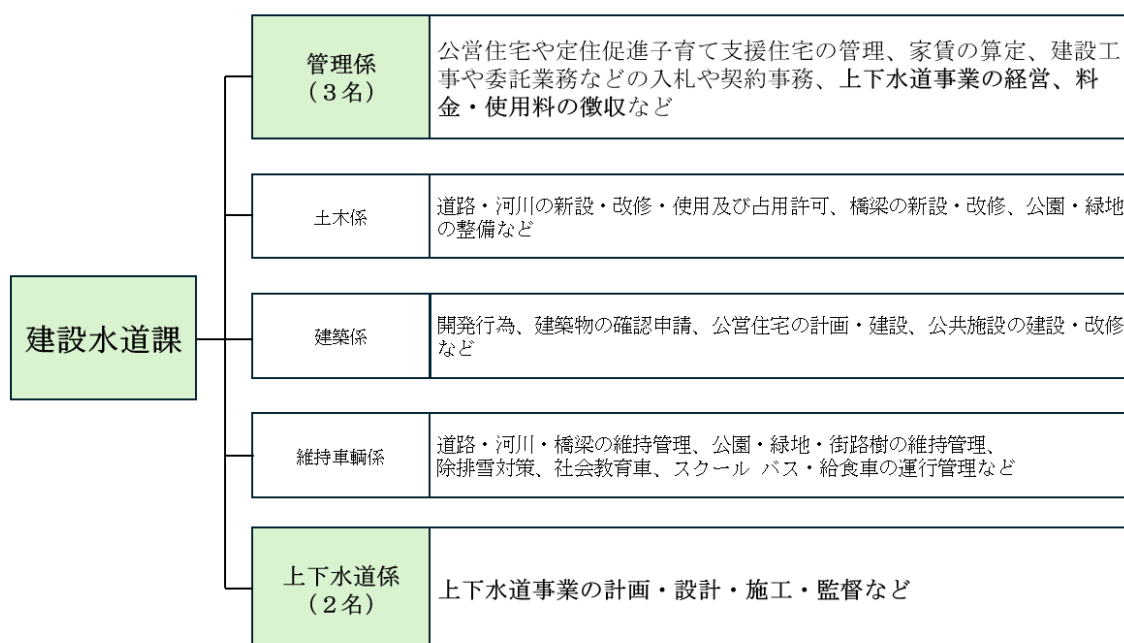 管理係
(3名)
公営住宅や定住促進子育て支援住宅の管理、家賃の算定、建設工
事や委託業務などの入札や契約事務、上下水道事業の経営、料
金・使用料の徴収など
土木係
道路・河川の新設・改修・使用及び占用許可、橋梁の新設・改修、公園・緑地
の整備など
建設水道課
建築係
開発行為、建築物の確認申請、公営住宅の計画・建設、公共施設の建設・改修
など
維持車輌係
道路・河川・橋梁の維持管理、公園・緑地・街路樹の維持管理、
除排雪対策、社会教育車、スクール バス・給食車の運行管理など
上下水道係
(2名)
上下水道事業の計画・設計・施工・監督など